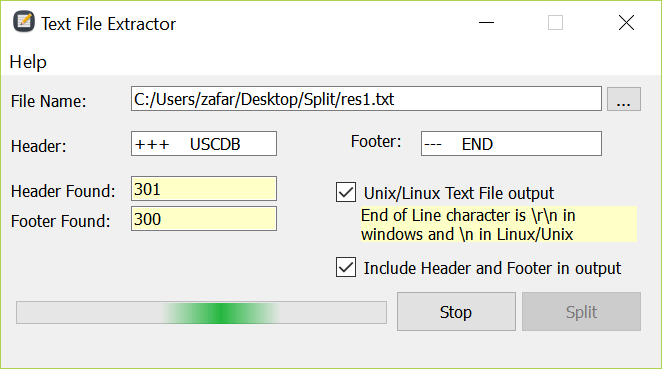 Text File Extractor
Help
File Name: C:/Users/zafar/Desktop/Split/res1.txt ...
Header: +++    USCDB Footer: ---    END
Header Found: 301
Footer Found: 300
Unix/Linux Text File output
End of Line character is \r\n in
windows and \n in Linux/Unix
Include Header and Footer in output
Stop Split